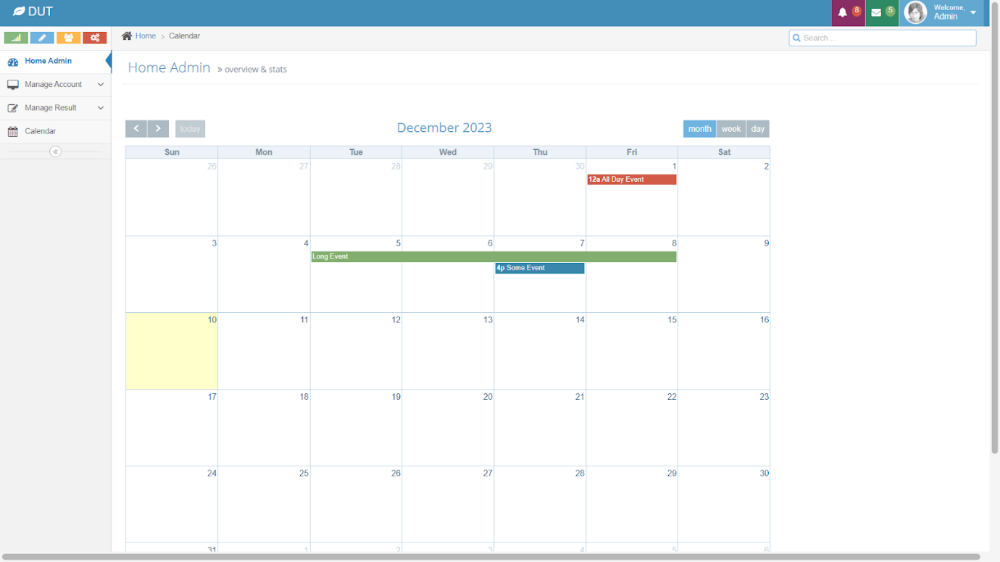 DUT
8
5
Welcome,
Admin
Home > Calendar
Search ...
Home Admin
Manage Account
Manage Result
Calendar
Home Admin » overview & stats
today
December 2023
month week day
Sun Mon Tue Wed Thu Fri Sat
26 27 28 29 30 1 2
12a All Day Event
3 4 5 6 7 8 9
Long Event
4p Some Event
10 11 12 13 14 15 16
17 18 19 20 21 22 23
24 25 26 27 28 29 30
31 1 2 3 4 5 6